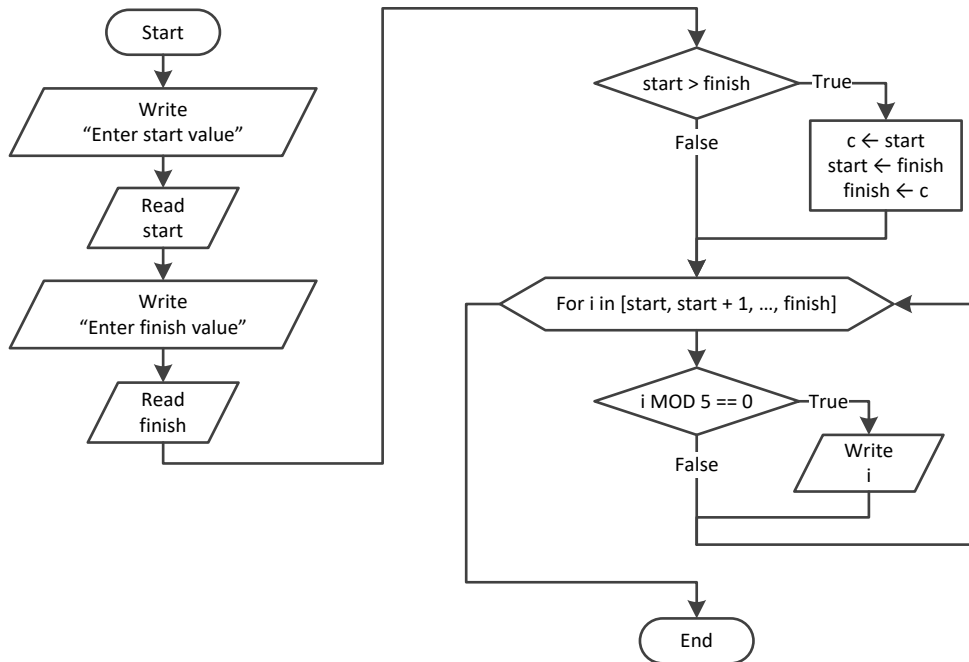 Start
Write
“Enter start value”
Read
start
Write
“Enter finish value”
Read
finish
start > finish
True
False
c ← start
start ← finish
finish ← c
For i in [start, start + 1, …, finish]
i MOD 5 == 0
True
False
Write
i
End